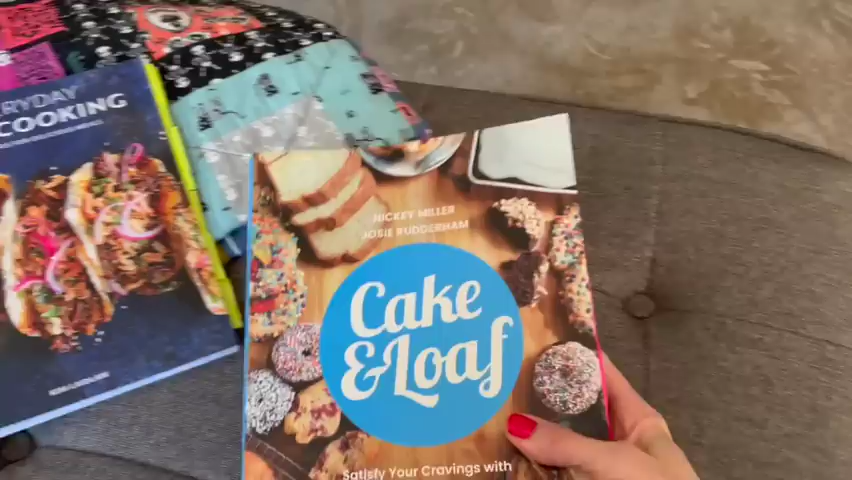 RYDAY
COOKING
NICKEY MILLER
JOSIE RUDDERHAM
Cake
&Loaf
Satisfy Your Cravings with